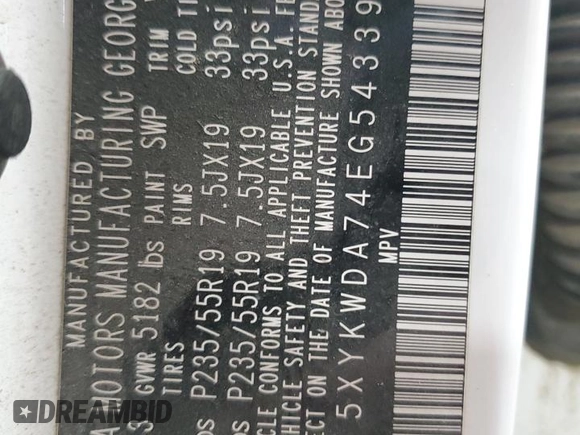 MANUFACTURED BY
MOTORS MANUFACTURING GEORG
GVWR 5182 lbs PAINT SWP TRIM
TIRES RIMS COLD TI
P235/55R19 7.5JX19 33psi
P235/55R19 7.5JX19 33psi
CONFORMS TO ALL APPLICABLE U.S.A. FE
SAFETY AND THEFT PREVENTION STAND
ON THE DATE OF MANUFACTURE SHOWN ABO
5XYKWDA74EG54339
MPV
DREAMBID